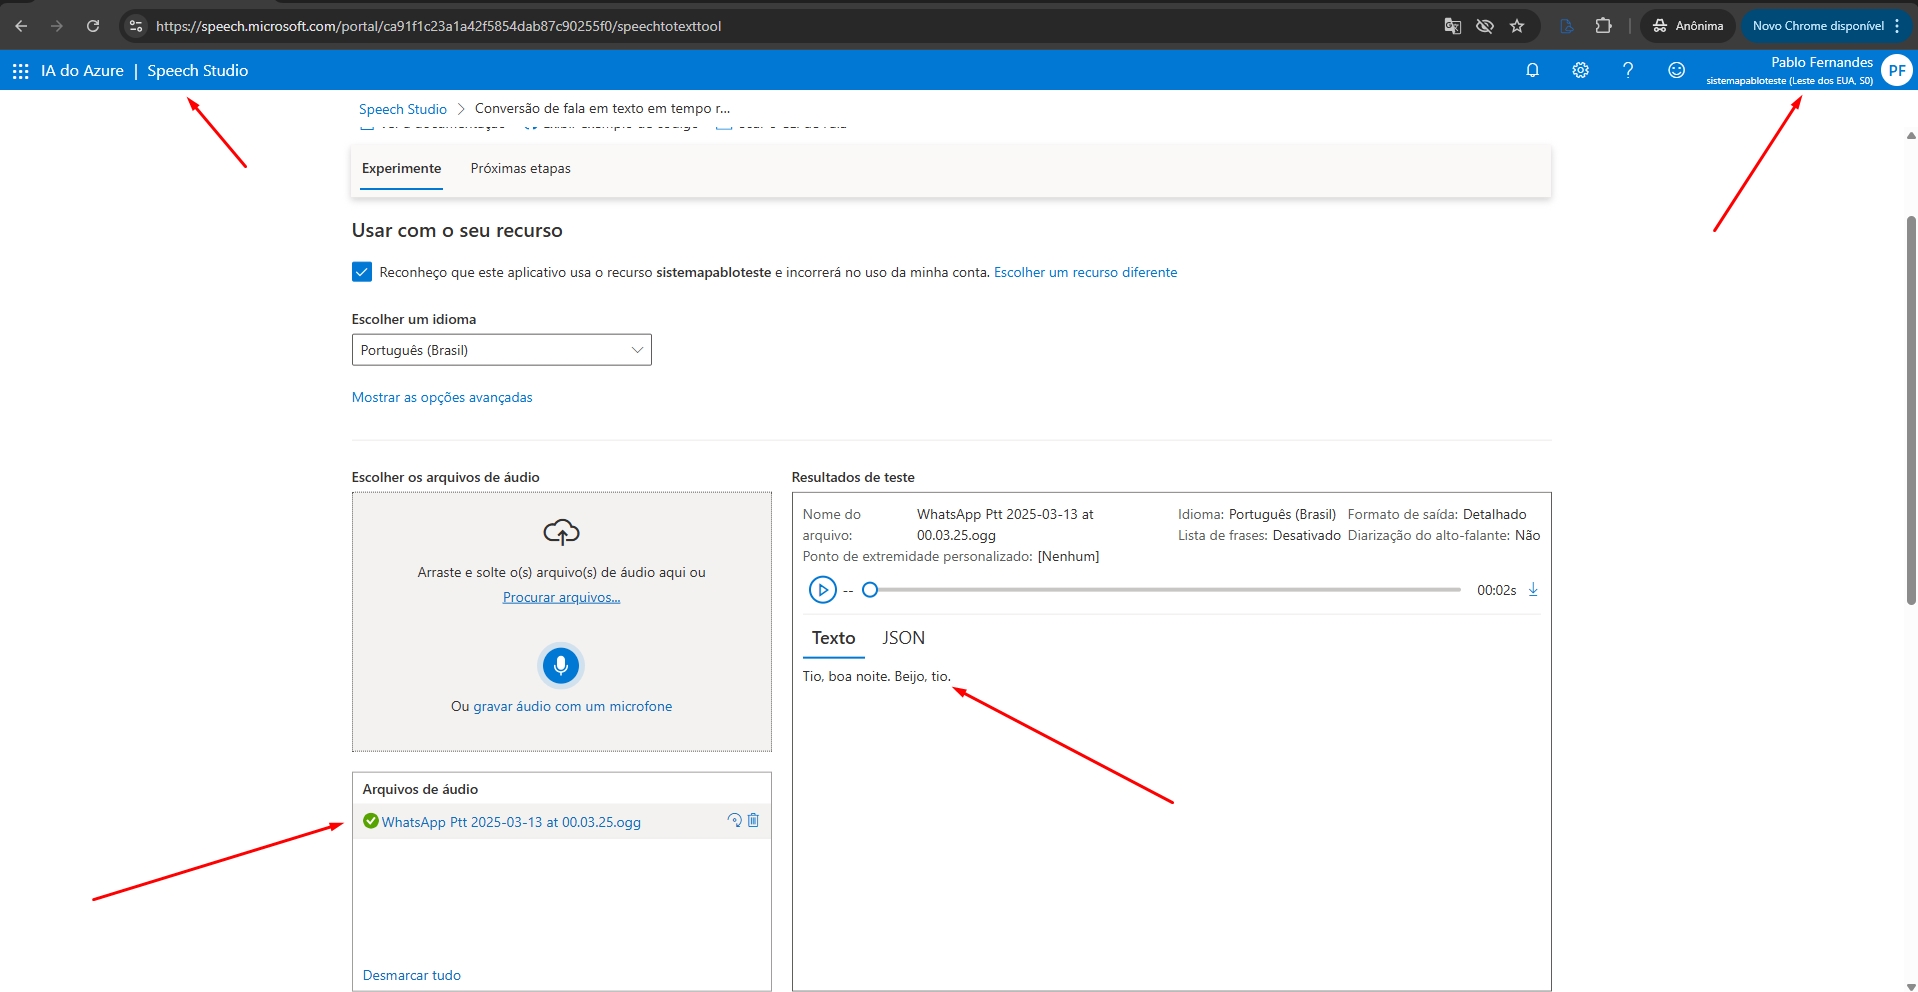 https://speech.microsoft.com/portal/ca91f1c23a1a42f5854dab87c90255f0/speechtotexttool
Anônima
Novo Chrome disponível
IA do Azure | Speech Studio
Pablo Fernandes
sistemapabloteste (Leste dos EUA, S0)
PF
Speech Studio > Conversão de fala em texto em tempo r...
Experimente Próximas etapas
Usar com o seu recurso
Reconheço que este aplicativo usa o recurso sistemapabloteste e incorrerá no uso da minha conta. Escolher um recurso diferente
Escolher um idioma
Português (Brasil)
Mostrar as opções avançadas
Escolher os arquivos de áudio
Arraste e solte o(s) arquivo(s) de áudio aqui ou
Procurar arquivos...
Ou gravar áudio com um microfone
Arquivos de áudio
WhatsApp Ptt 2025-03-13 at 00.03.25.ogg
Desmarcar tudo
Resultados de teste
Nome do arquivo: WhatsApp Ptt 2025-03-13 at 00.03.25.ogg
Idioma: Português (Brasil) Formato de saída: Detalhado
Lista de frases: Desativado Diarização do alto-falante: Não
Ponto de extremidade personalizado: [Nenhum]
-- 00:02s
Texto JSON
Tio, boa noite. Beijo, tio.